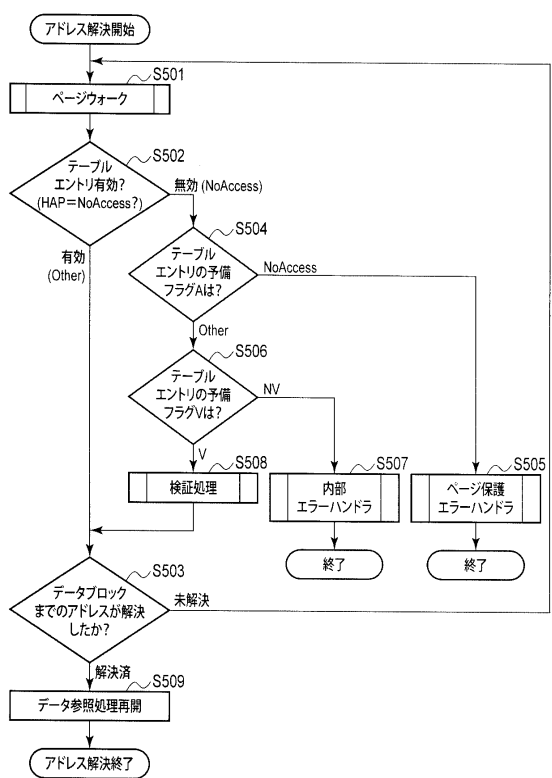 アドレス解決開始
S501
ページウォーク
S502
テーブル
エントリ有効?
(HAP=NoAccess?)
無効(NoAccess)
有効
(Other)
S504
テーブル
エントリの予備
フラグAは?
NoAccess
Other
S506
テーブル
エントリの予備
フラグVは?
NV
V
S508
検証処理
S507
内部
エラーハンドラ
S505
ページ保護
エラーハンドラ
終了
終了
S503
データブロック
までのアドレスが解決
したか?
未解決
解決済
S509
データ参照処理再開
アドレス解決終了